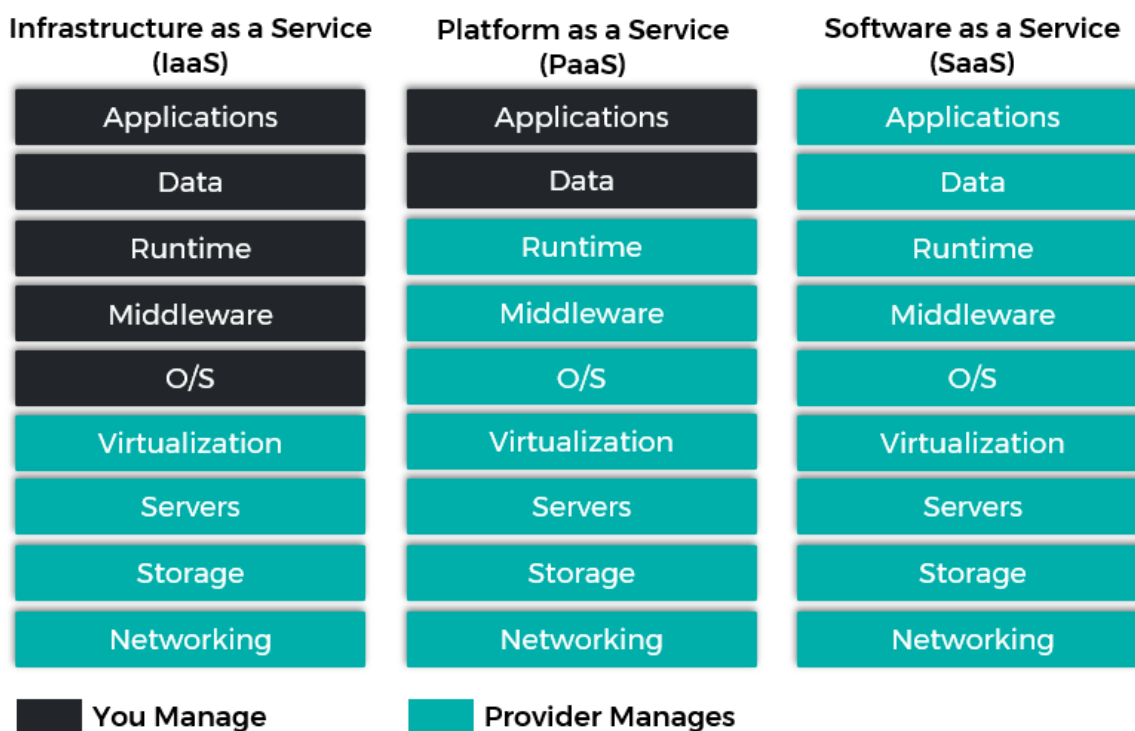 Infrastructure as a Service
(IaaS)
Applications
Data
Runtime
Middleware
O/S
Virtualization
Servers
Storage
Networking
Platform as a Service
(PaaS)
Applications
Data
Runtime
Middleware
O/S
Virtualization
Servers
Storage
Networking
Software as a Service
(SaaS)
Applications
Data
Runtime
Middleware
O/S
Virtualization
Servers
Storage
Networking
You Manage
Provider Manages